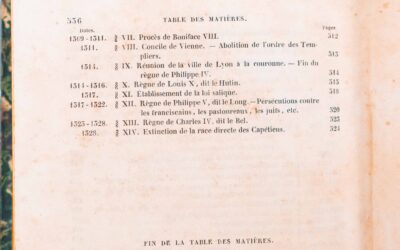 536 TABLE DES MATIÈRES.
Dates. Pages
1309-1311. § VII. Procès de Boniface VIII. 512
1311. § VIII. Concile de Vienne. — Abolition de l'ordre des Tem-
pliers. 513
1314. § IX. Réunion de la ville de Lyon à la couronne. — Fin du
règne de Philippe IV. 514
1314-1316. § X. Règne de Louis X, dit le Hutin. 515
1317. § XI. Établissement de la loi salique. 518
1317-1322. § XII. Règne de Philippe V, dit le Long. — Persécutions contre
les franciscains, les pastoureaux, les juifs, etc. 520
1323-1328. § XIII. Règne de Charles IV, dit le Bel. 523
1328. § XIV. Extinction de la race directe des Capétiens. 524
FIN DE LA TABLE DES MATIÈRES.